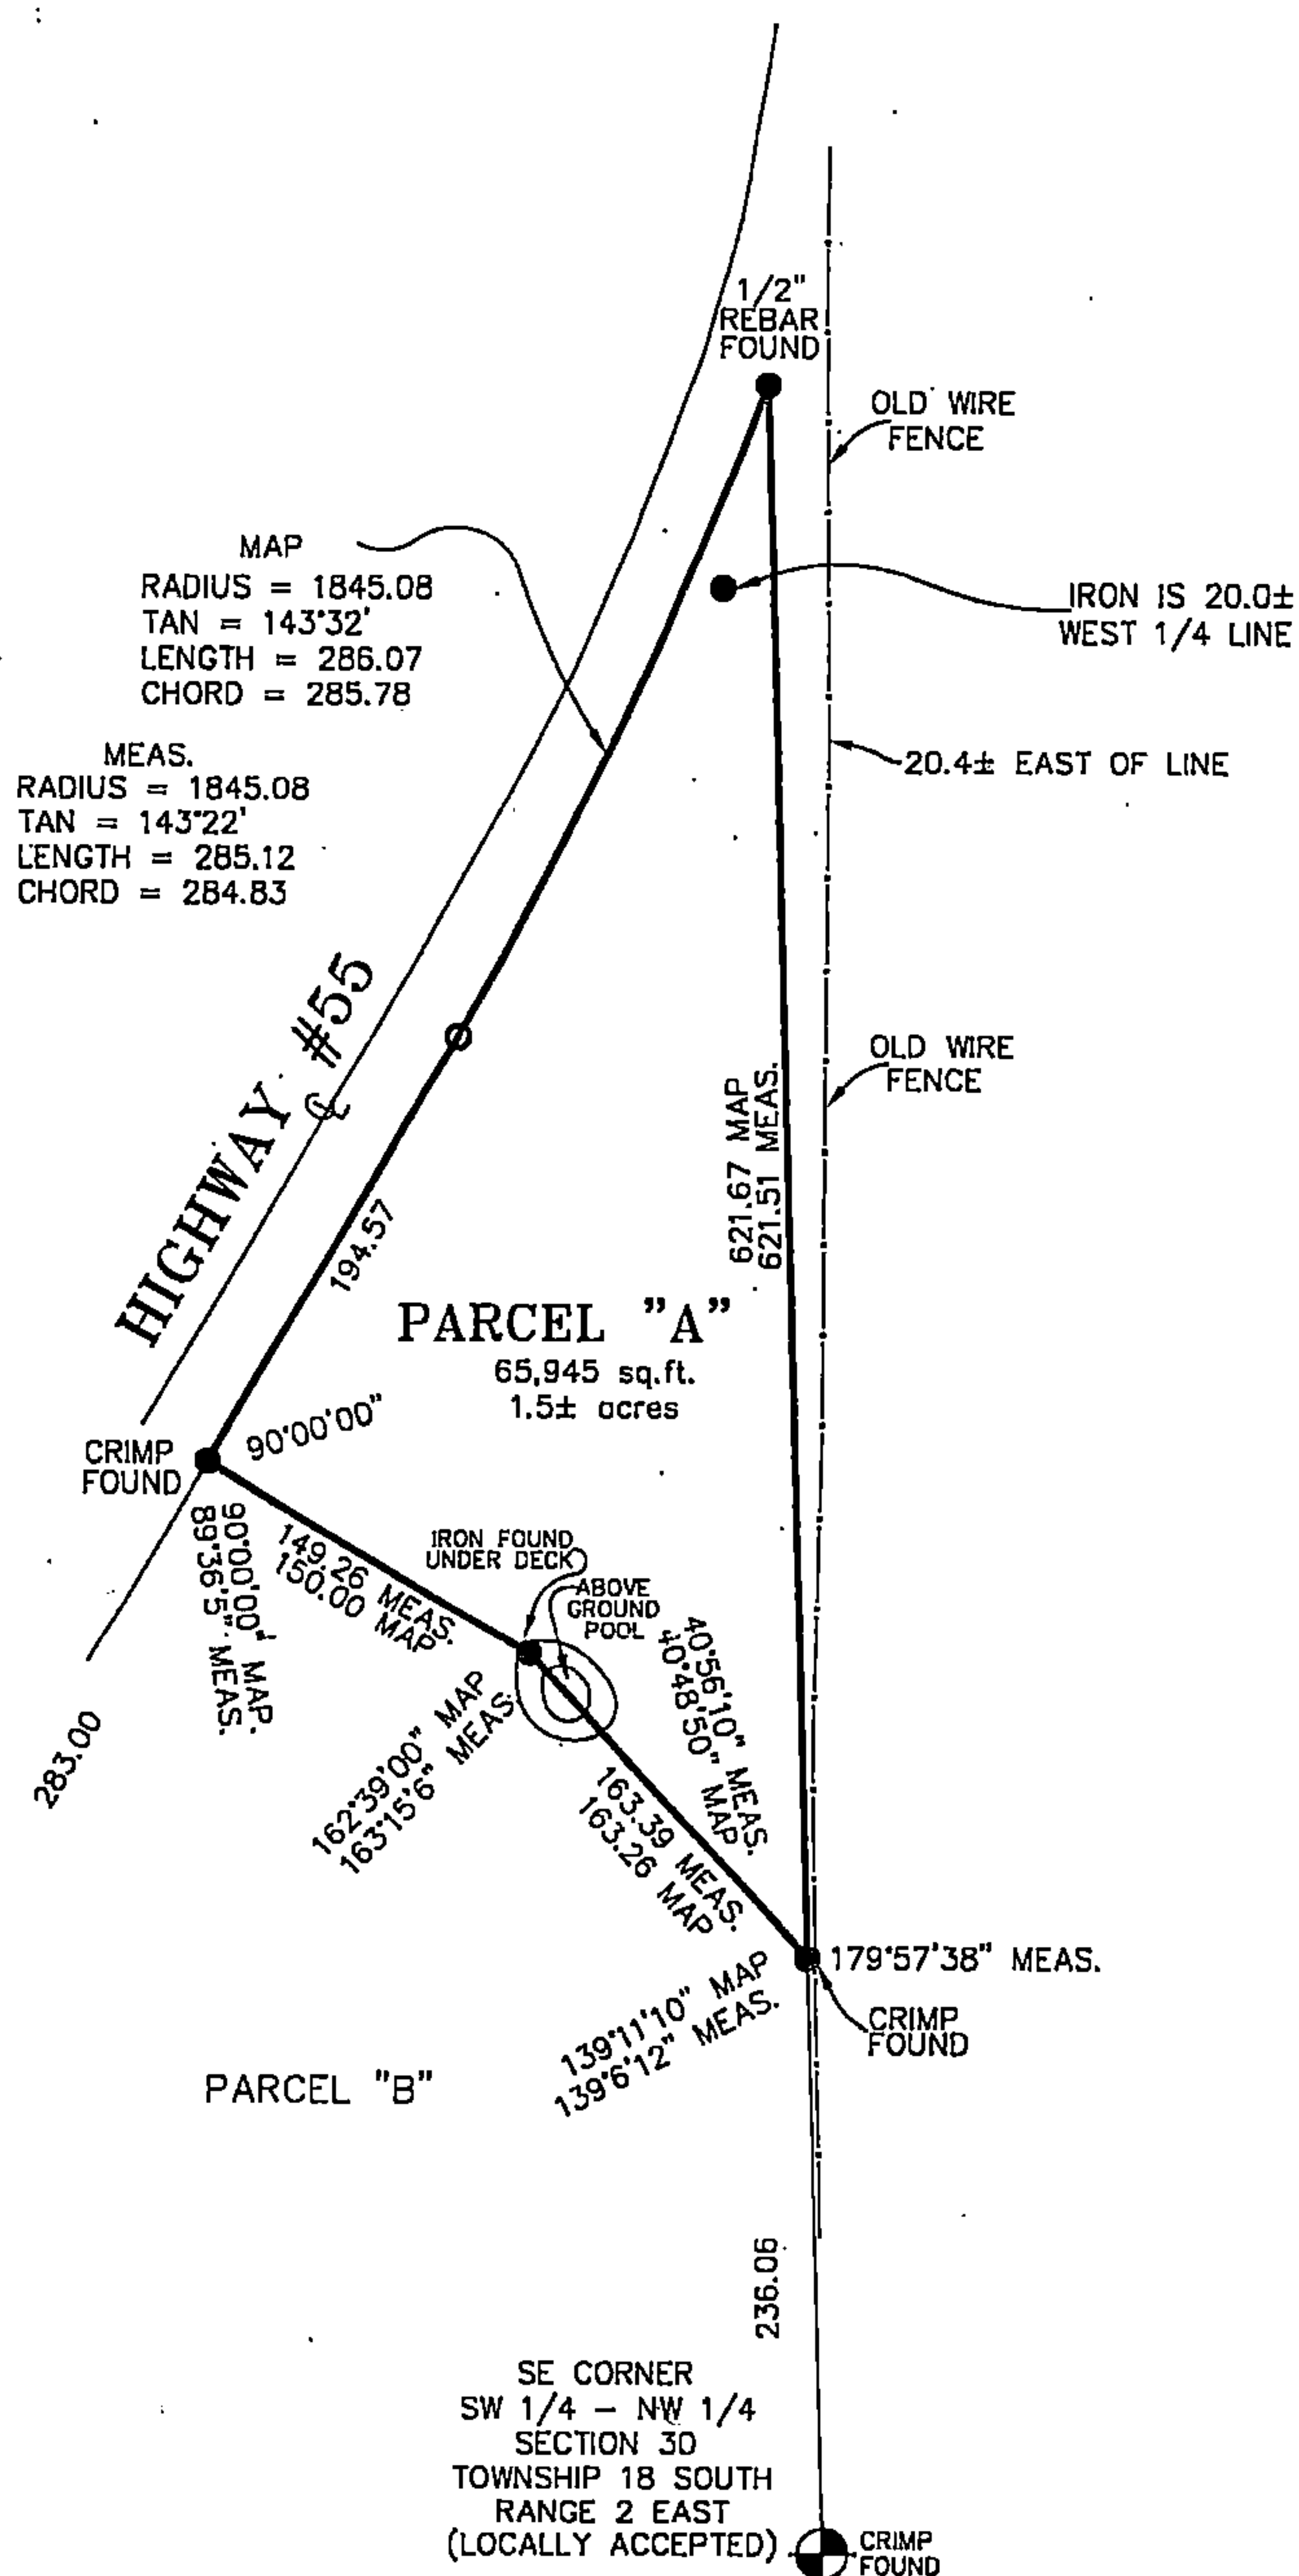 1/2"
REBAR
FOUND
OLD WIRE
FENCE
MAP
RADIUS = 1845.08
TAN = 143°32'
LENGTH = 286.07
CHORD = 285.78
IRON IS 20.0±
WEST 1/4 LINE
MEAS.
RADIUS = 1845.08
TAN = 143°22'
LENGTH = 285.12
CHORD = 284.83
20.4± EAST OF LINE
HIGHWAY #55
OLD WIRE
FENCE
621.67 MAP
621.51 MEAS.
194.57
PARCEL "A"
65,945 sq.ft.
1.5± acres
90°00'00"
CRIMP
FOUND
149.26 MEAS.
150.00 MAP
90°00'00" MAP.
89°36'5" MEAS.
IRON FOUND
UNDER DECK
ABOVE
GROUND
POOL
40°56'10" MEAS.
40°48'50" MAP
283.00
162°39'00" MAP
163°15'6" MEAS.
163.39 MEAS.
163.26 MAP
179°57'38" MEAS.
139°11'10" MAP
139°6'12" MEAS.
CRIMP
FOUND
PARCEL "B"
236.06
SE CORNER
SW 1/4 - NW 1/4
SECTION 30
TOWNSHIP 18 SOUTH
RANGE 2 EAST
(LOCALLY ACCEPTED)
CRIMP
FOUND